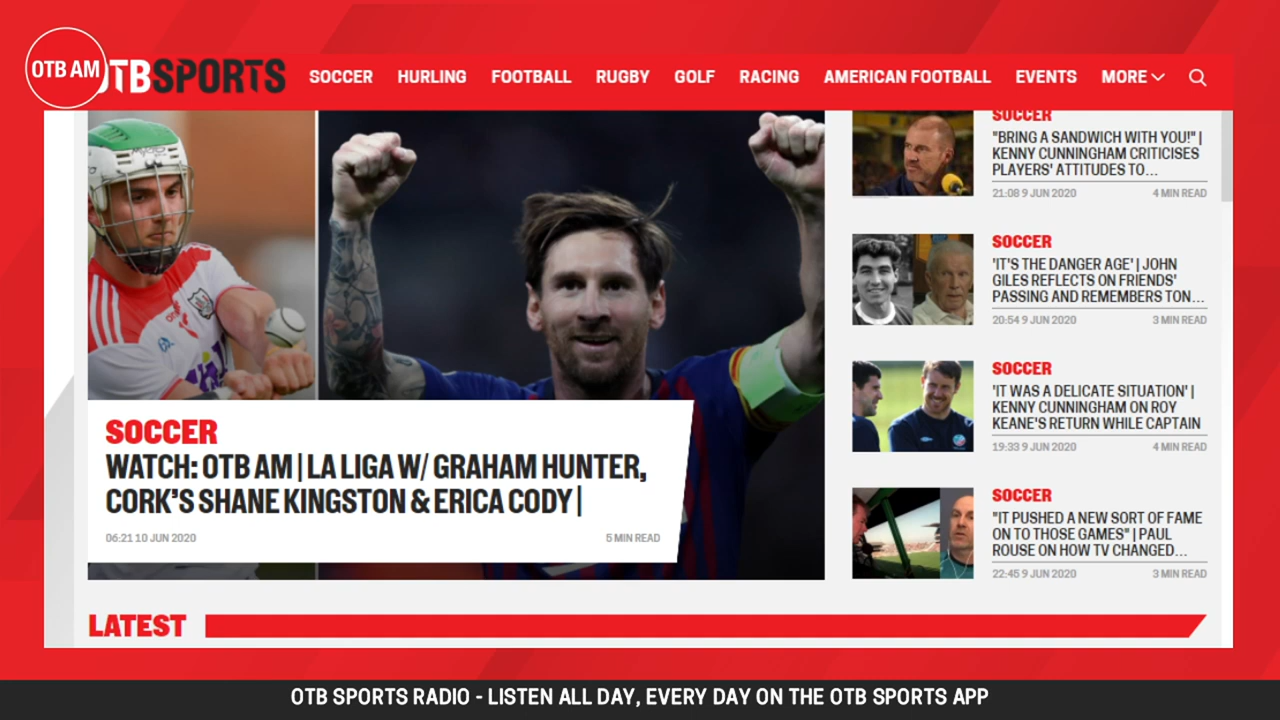 OTB AM
OTBSPORTS
SOCCER HURLING FOOTBALL RUGBY GOLF RACING AMERICAN FOOTBALL EVENTS MORE
SOCCER
WATCH: OTB AM | LA LIGA W/ GRAHAM HUNTER,
CORK'S SHANE KINGSTON & ERICA CODY |
06:21 10 JUN 2020 5 MIN READ
SOCCER
"BRING A SANDWICH WITH YOU!" |
KENNY CUNNINGHAM CRITICISES
PLAYERS' ATTITUDES TO...
21:08 9 JUN 2020 4 MIN READ
SOCCER
'IT'S THE DANGER AGE' | JOHN
GILES REFLECTS ON FRIENDS'
PASSING AND REMEMBERS TON...
20:54 9 JUN 2020 3 MIN READ
SOCCER
'IT WAS A DELICATE SITUATION' |
KENNY CUNNINGHAM ON ROY
KEANE'S RETURN WHILE CAPTAIN
19:33 9 JUN 2020 4 MIN READ
SOCCER
"IT PUSHED A NEW SORT OF FAME
ON TO THOSE GAMES" | PAUL
ROUSE ON HOW TV CHANGED...
22:45 9 JUN 2020 3 MIN READ
LATEST
OTB SPORTS RADIO - LISTEN ALL DAY, EVERY DAY ON THE OTB SPORTS APP